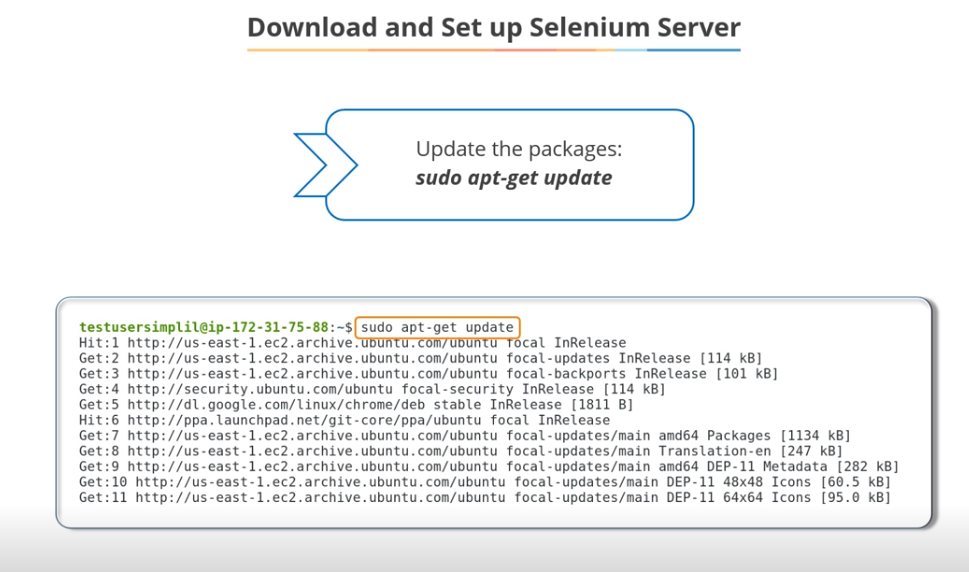 Download and Set up Selenium Server
Update the packages:
sudo apt-get update
testusersimplil@ip-172-31-75-88:~$ sudo apt-get update
Hit:1 http://us-east-1.ec2.archive.ubuntu.com/ubuntu focal InRelease
Get:2 http://us-east-1.ec2.archive.ubuntu.com/ubuntu focal-updates InRelease [114 kB]
Get:3 http://us-east-1.ec2.archive.ubuntu.com/ubuntu focal-backports InRelease [101 kB]
Get:4 http://security.ubuntu.com/ubuntu focal-security InRelease [114 kB]
Get:5 http://dl.google.com/linux/chrome/deb stable InRelease [1811 B]
Hit:6 http://ppa.launchpad.net/git-core/ppa/ubuntu focal InRelease
Get:7 http://us-east-1.ec2.archive.ubuntu.com/ubuntu focal-updates/main amd64 Packages [1134 kB]
Get:8 http://us-east-1.ec2.archive.ubuntu.com/ubuntu focal-updates/main Translation-en [247 kB]
Get:9 http://us-east-1.ec2.archive.ubuntu.com/ubuntu focal-updates/main amd64 DEP-11 Metadata [282 kB]
Get:10 http://us-east-1.ec2.archive.ubuntu.com/ubuntu focal-updates/main DEP-11 48x48 Icons [60.5 kB]
Get:11 http://us-east-1.ec2.archive.ubuntu.com/ubuntu focal-updates/main DEP-11 64x64 Icons [95.0 kB]